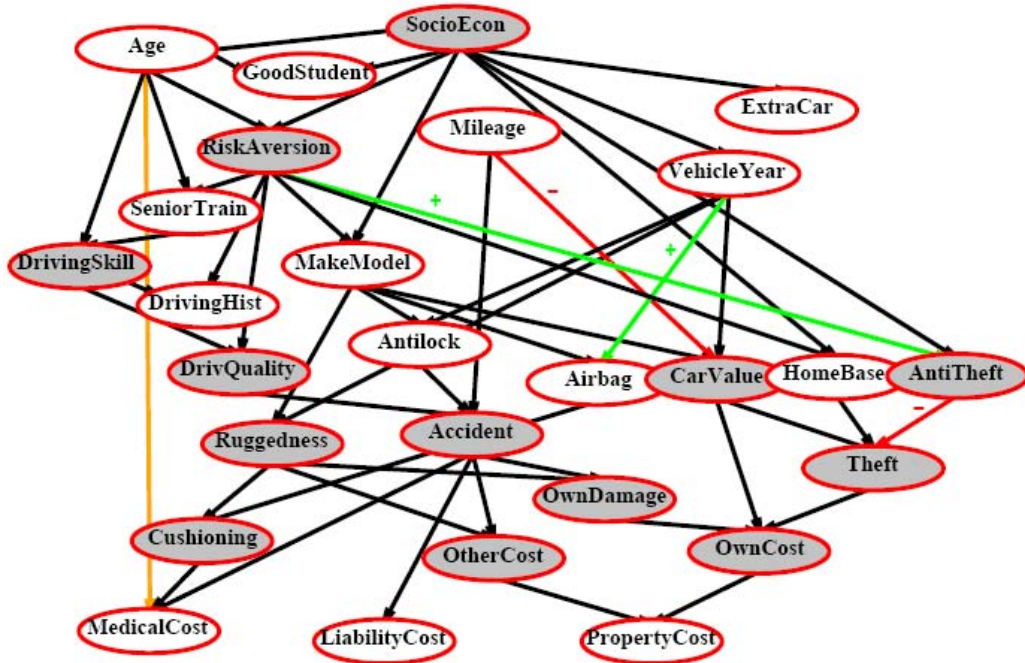 SocioEcon
Age
GoodStudent
ExtraCar
Mileage
RiskAversion
VehicleYear
−
+
SeniorTrain
+
DrivingSkill
MakeModel
DrivingHist
Antilock
DrivQuality
Airbag
CarValue
HomeBase
AntiTheft
−
Ruggedness
Accident
Theft
OwnDamage
Cushioning
OtherCost
OwnCost
MedicalCost
LiabilityCost
PropertyCost